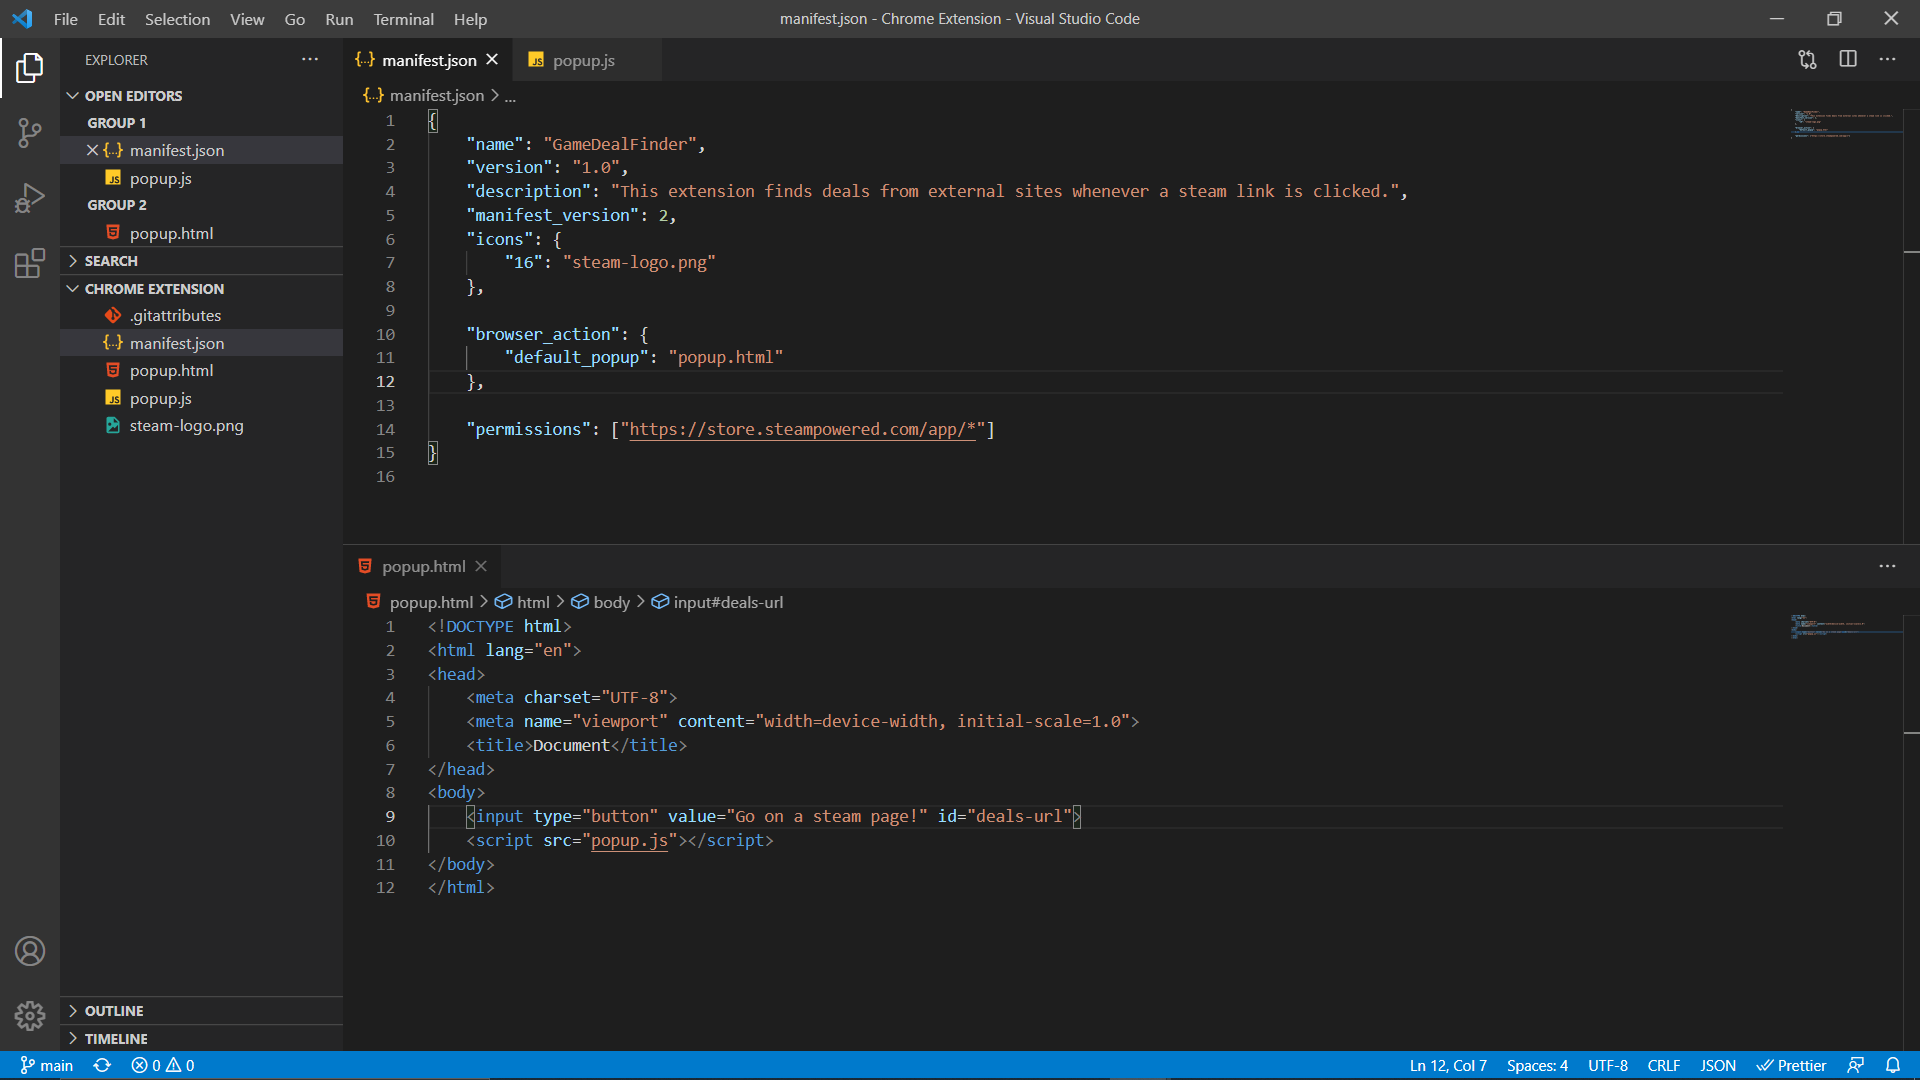 File Edit Selection View Go Run Terminal Help
manifest.json - Chrome Extension - Visual Studio Code
EXPLORER
OPEN EDITORS
GROUP 1
manifest.json
popup.js
GROUP 2
popup.html
SEARCH
CHROME EXTENSION
.gitattributes
manifest.json
popup.html
popup.js
steam-logo.png
OUTLINE
TIMELINE
manifest.json popup.js
manifest.json > ...
1 {
2 "name": "GameDealFinder",
3 "version": "1.0",
4 "description": "This extension finds deals from external sites whenever a steam link is clicked.",
5 "manifest_version": 2,
6 "icons": {
7 "16": "steam-logo.png"
8 },
9
10 "browser_action": {
11 "default_popup": "popup.html"
12 },
13
14 "permissions": ["https://store.steampowered.com/app/*"]
15 }
16
popup.html
popup.html > html > body > input#deals-url
1 <!DOCTYPE html>
2 <html lang="en">
3 <head>
4 <meta charset="UTF-8">
5 <meta name="viewport" content="width=device-width, initial-scale=1.0">
6 <title>Document</title>
7 </head>
8 <body>
9 <input type="button" value="Go on a steam page!" id="deals-url">
10 <script src="popup.js"></script>
11 </body>
12 </html>
main 0 0 Ln 12, Col 7 Spaces: 4 UTF-8 CRLF JSON Prettier